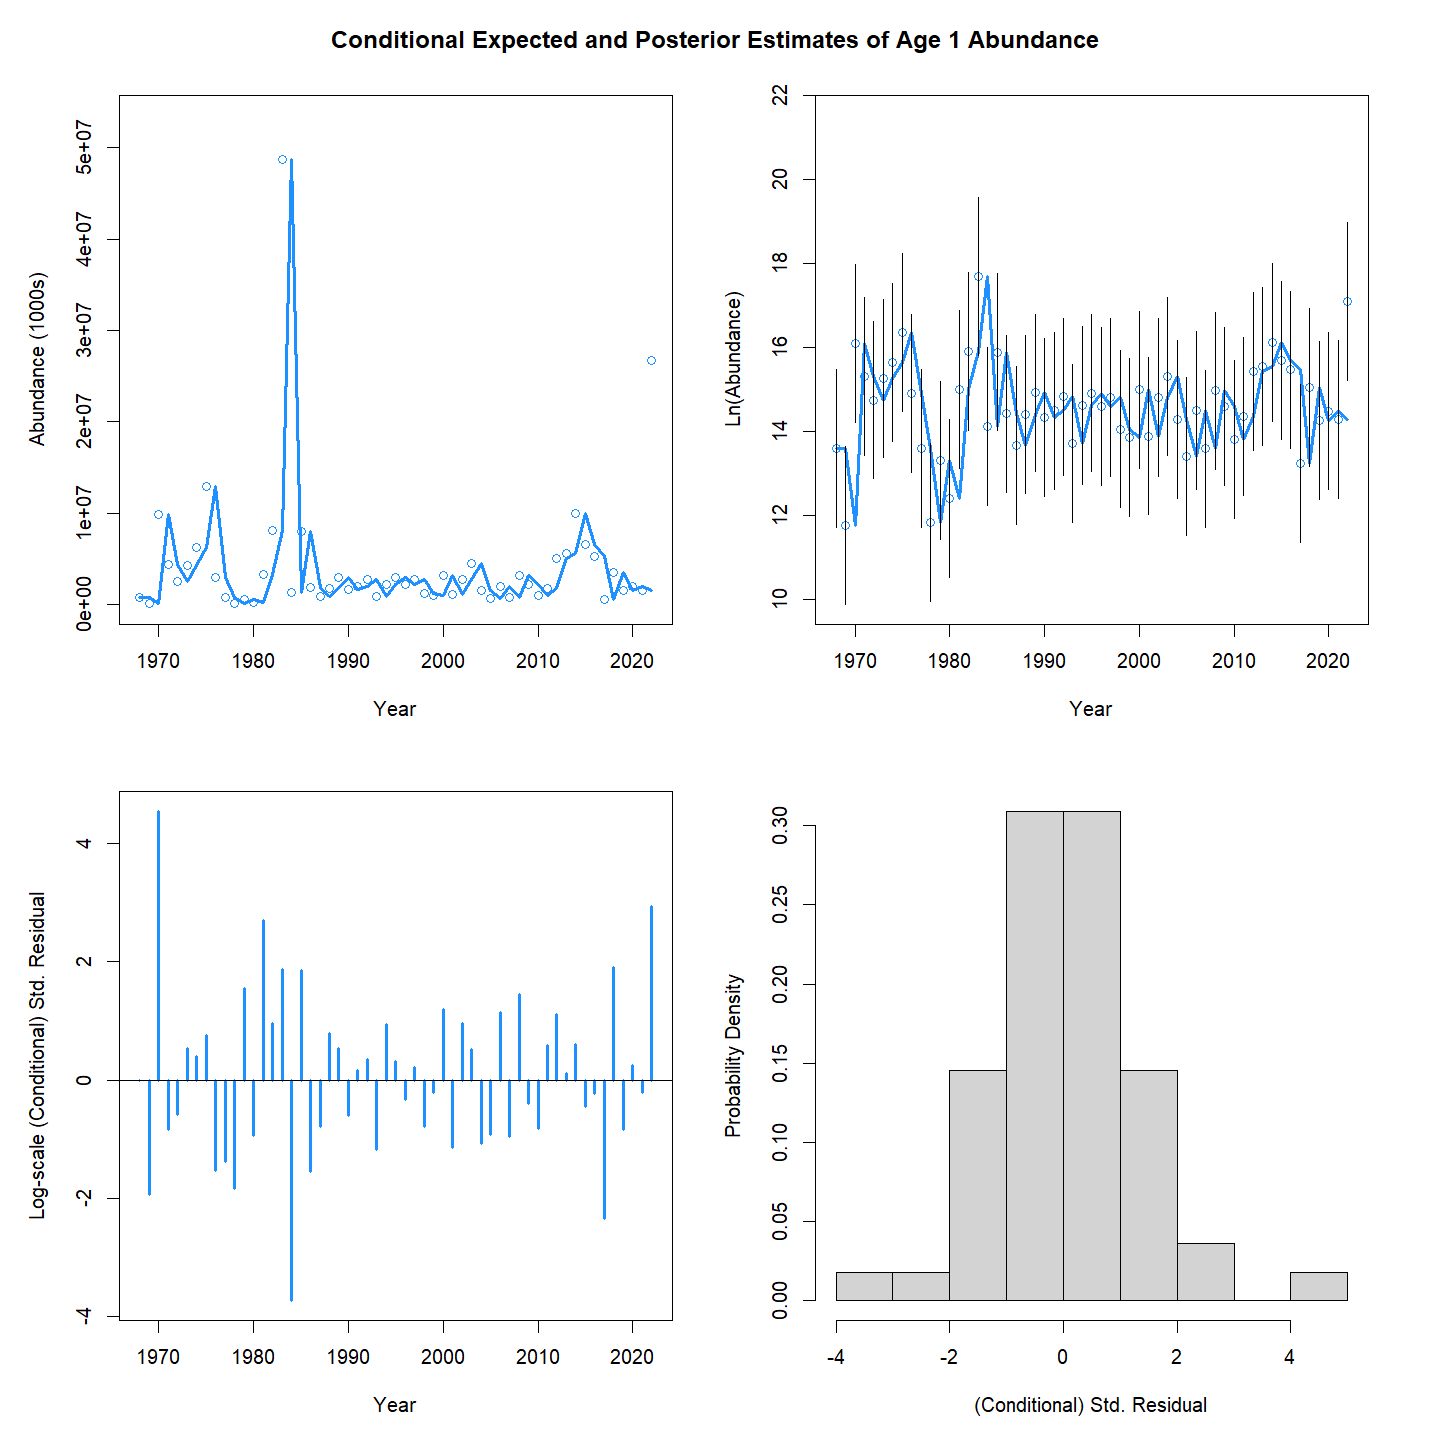 Conditional Expected and Posterior Estimates of Age 1 Abundance
Abundance (1000s)
5e+07
4e+07
3e+07
2e+07
1e+07
0e+00
1970 1980 1990 2000 2010 2020
Year
Ln(Abundance)
22
20
18
16
14
12
10
1970 1980 1990 2000 2010 2020
Year
Log-scale (Conditional) Std. Residual
4
2
0
-2
-4
1970 1980 1990 2000 2010 2020
Year
Probability Density
0.30
0.25
0.20
0.15
0.10
0.05
0.00
-4 -2 0 2 4
(Conditional) Std. Residual